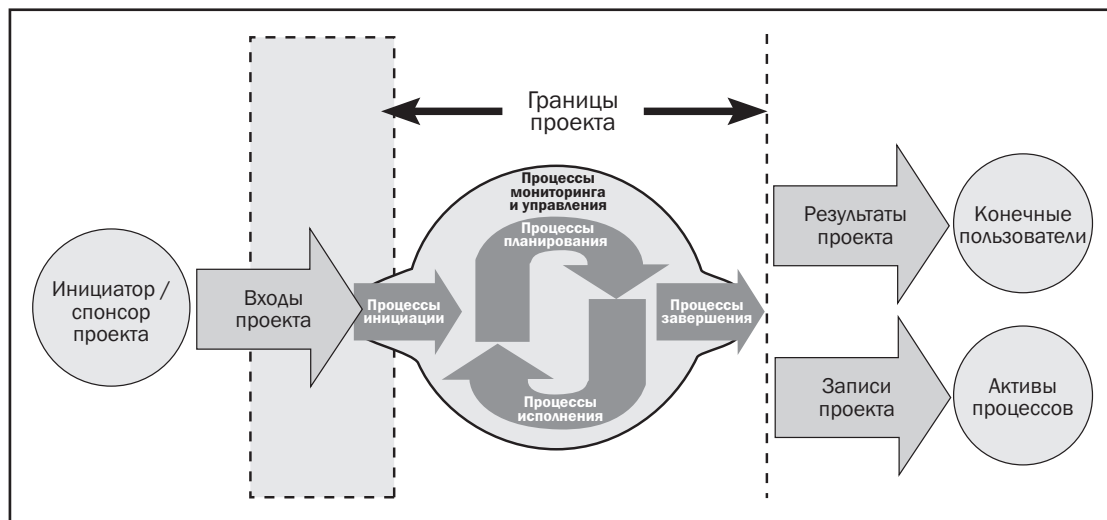 Границы
проекта
Процессы
мониторинга
и управления
Процессы
планирования
Инициатор /
спонсор
проекта
Входы
проекта
Процессы
инициации
Процессы
завершения
Процессы
исполнения
Результаты
проекта
Конечные
пользователи
Записи
проекта
Активы
процессов